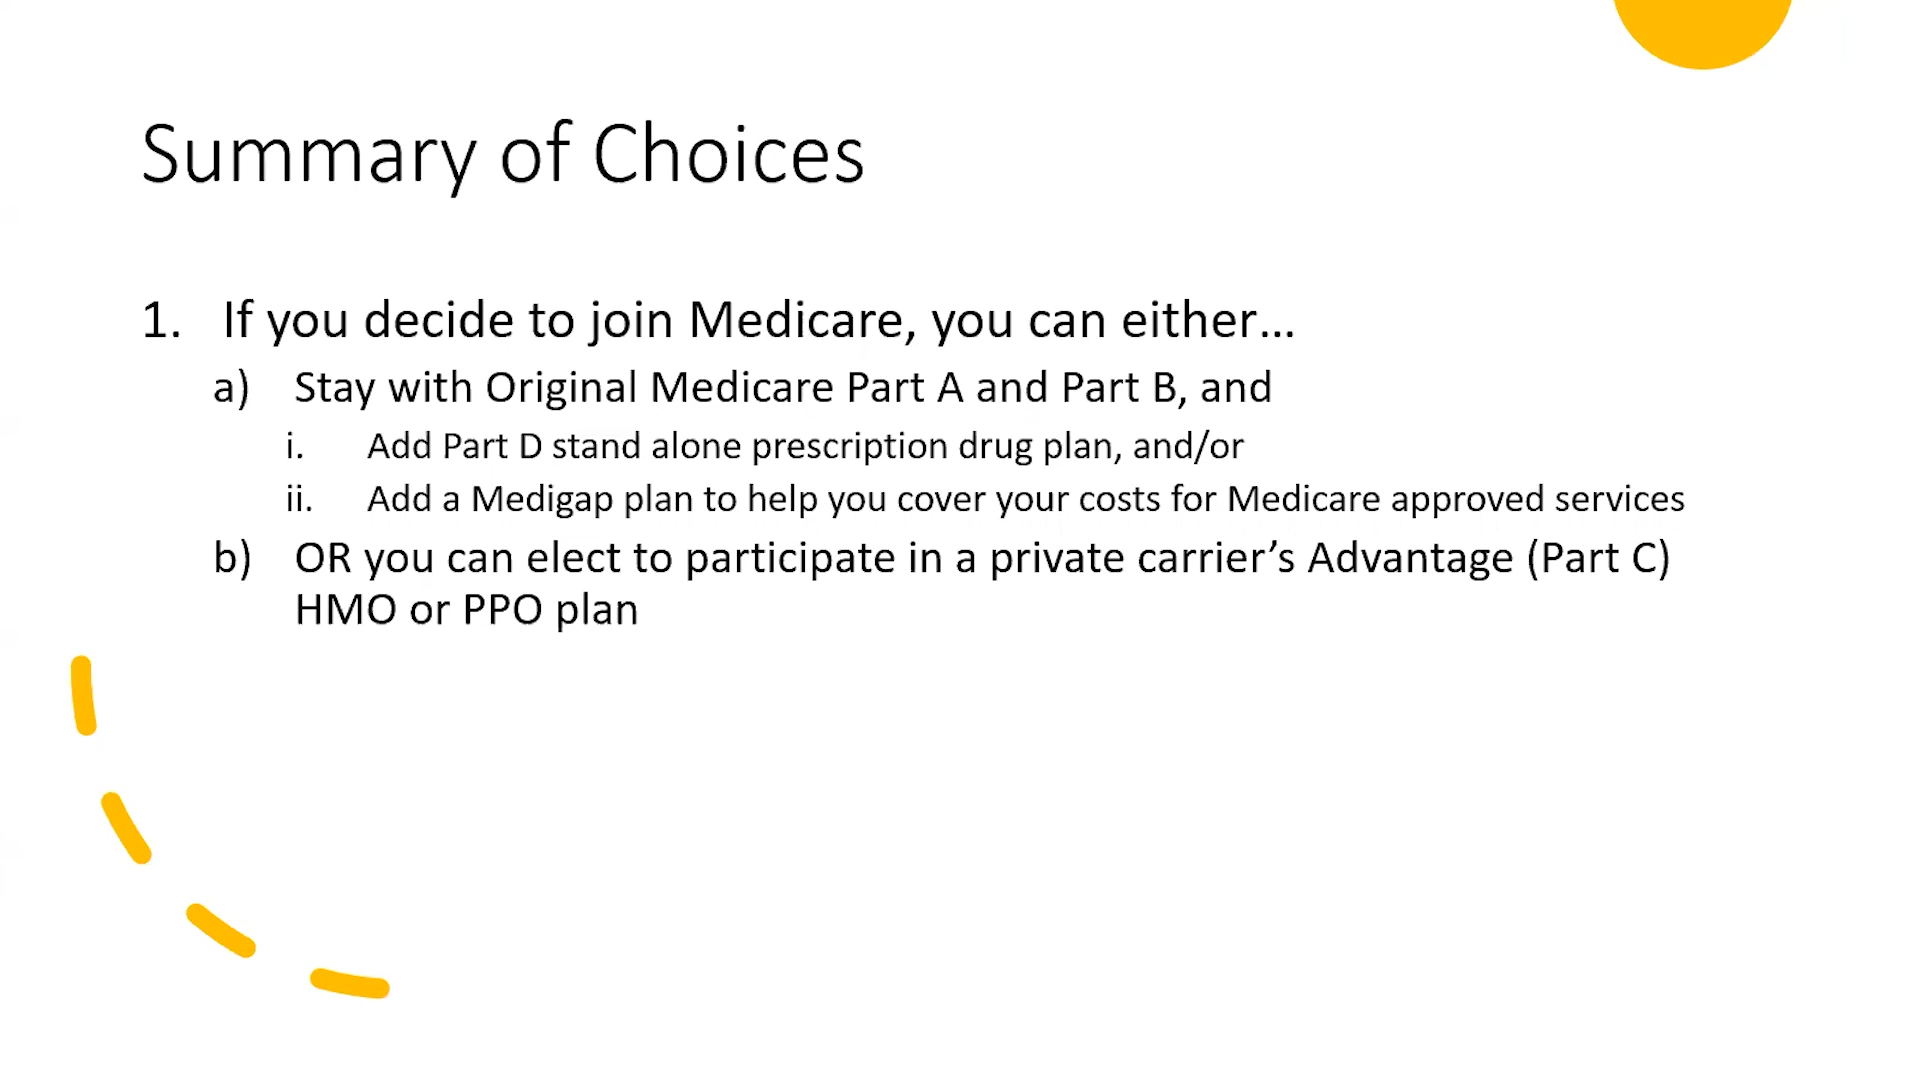 Summary of Choices
1. If you decide to join Medicare, you can either…
a) Stay with Original Medicare Part A and Part B, and
i. Add Part D stand alone prescription drug plan, and/or
ii. Add a Medigap plan to help you cover your costs for Medicare approved services
b) OR you can elect to participate in a private carrier’s Advantage (Part C)
HMO or PPO plan